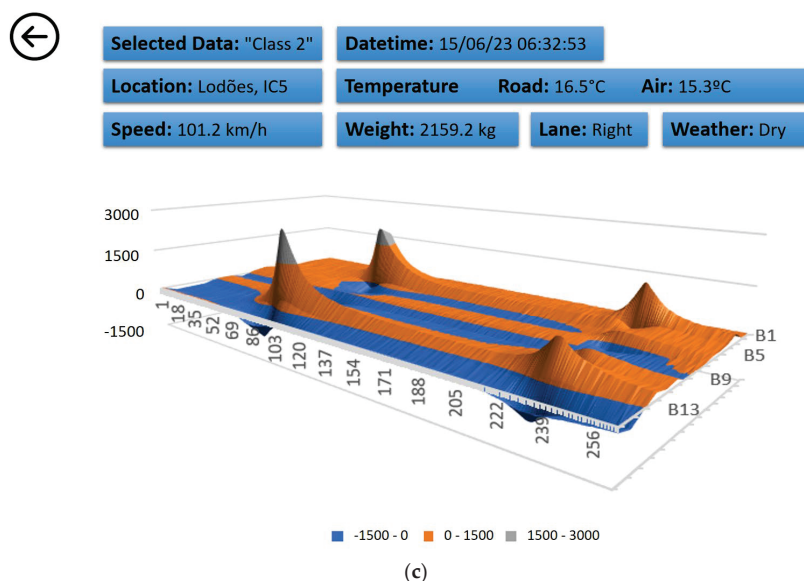 Selected Data: "Class 2" Datetime: 15/06/23 06:32:53
Location: Lodões, IC5 Temperature Road: 16.5°C Air: 15.3ºC
Speed: 101.2 km/h Weight: 2159.2 kg Lane: Right Weather: Dry
3000
1500
0
-1500
1 18 35 52 69 86 103 120 137 154 171 188 205 222 239 256
B1
B5
B9
B13
-1500 - 0 0 - 1500 1500 - 3000
(c)